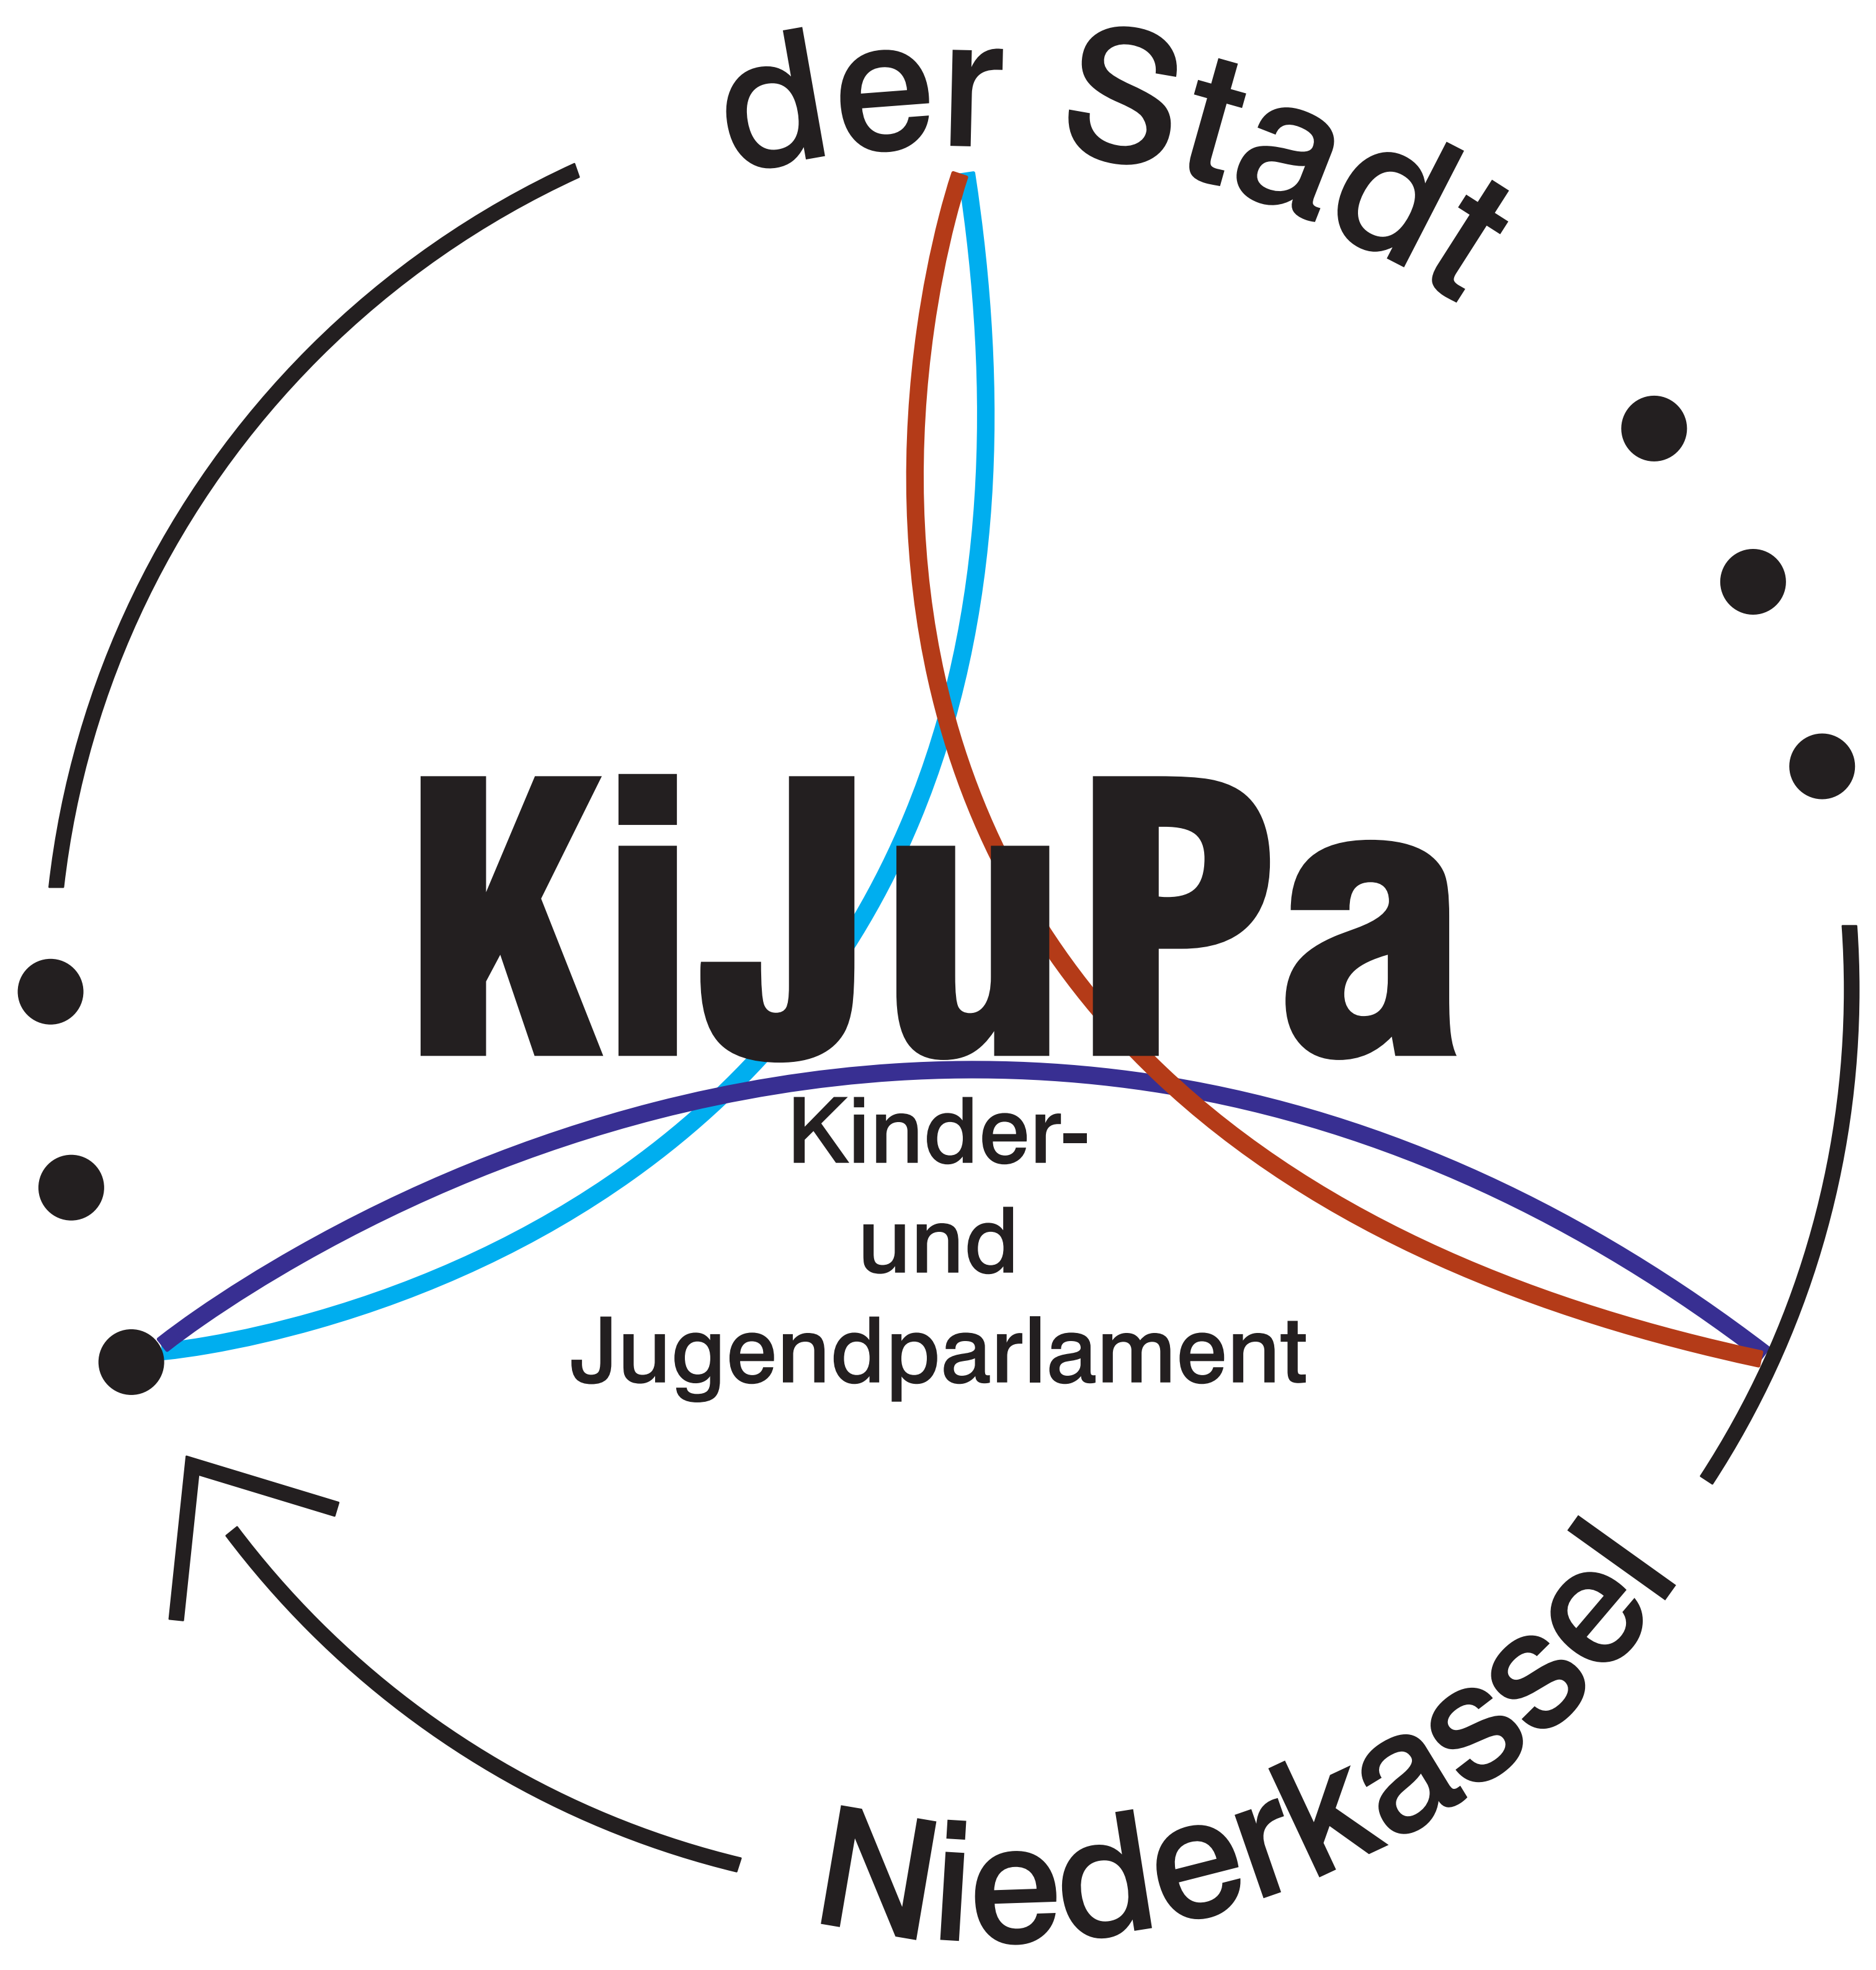 der Stadt
KiJuPa
Kinder-
und
Jugendparlament
Niederkassel